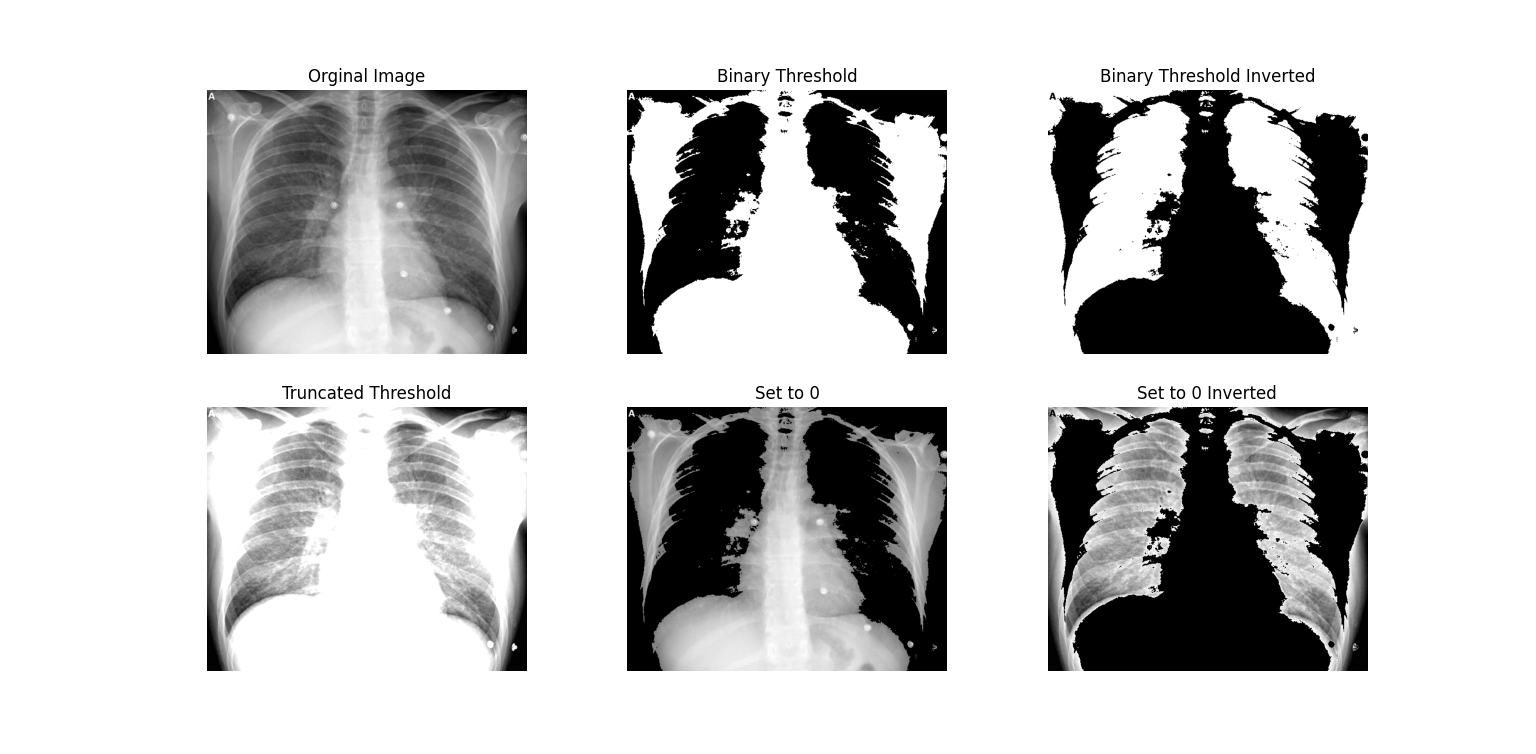 Orginal Image
Binary Threshold
Binary Threshold Inverted
A
A
A
Truncated Threshold
Set to 0
Set to 0 Inverted
A
A
A